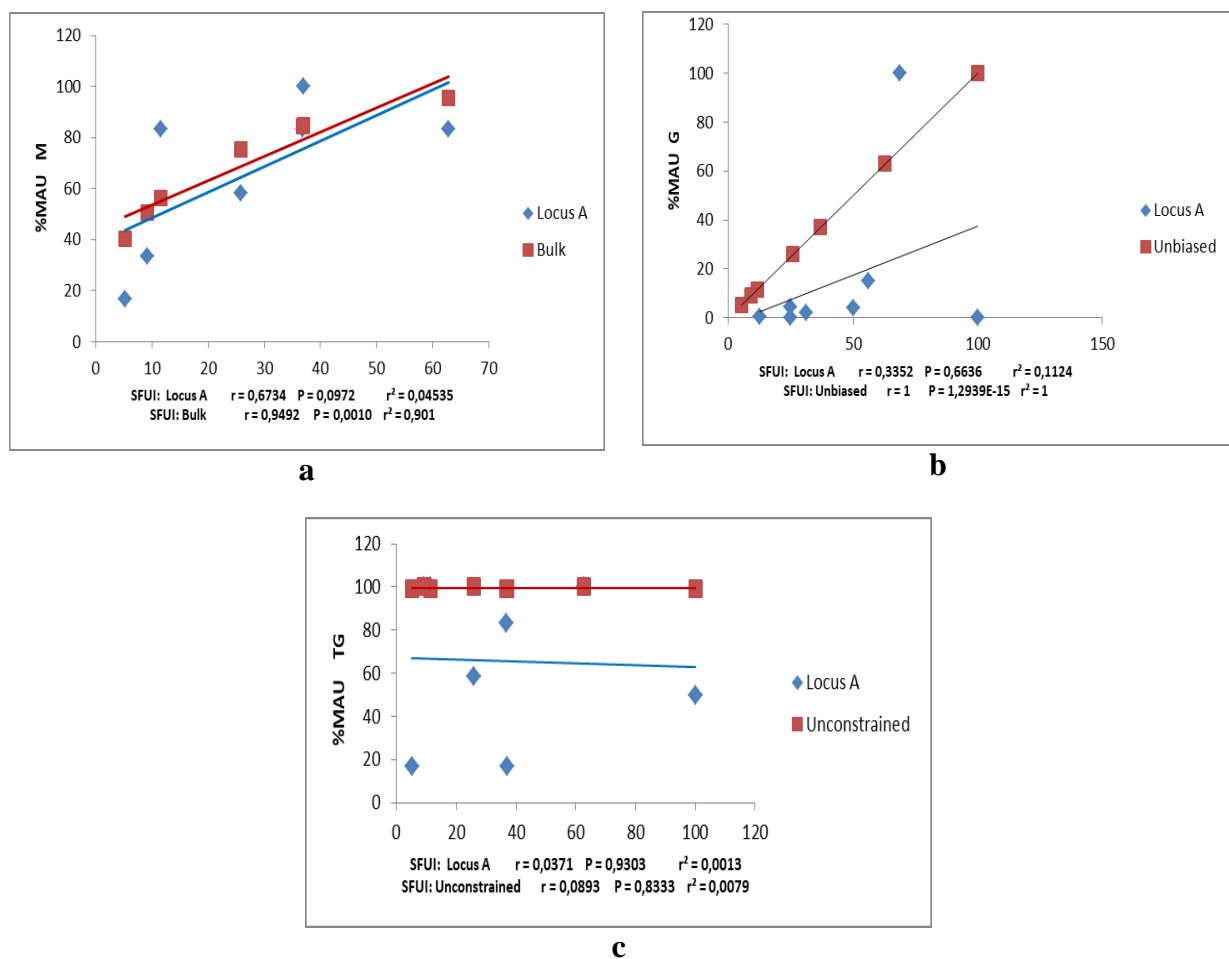 120
100
80
60
40
20
0
%MAU M
0 10 20 30 40 50 60 70
Locus A
Bulk
SFUI: Locus A r = 0,6734 P = 0,0972 r² = 0,04535
SFUI: Bulk r = 0,9492 P = 0,0010 r² = 0,901
a
120
100
80
60
40
20
0
%MAU G
0 50 100 150
Locus A
Unbiased
SFUI: Locus A r = 0,3352 P = 0,6636 r² = 0,1124
SFUI: Unbiased r = 1 P = 1,2939E-15 r² = 1
b
120
100
80
60
40
20
0
%MAU TG
0 20 40 60 80 100 120
Locus A
Unconstrained
SFUI: Locus A r = 0,0371 P = 0,9303 r² = 0,0013
SFUI: Unconstrained r = 0,0893 P = 0,8333 r² = 0,0079
c